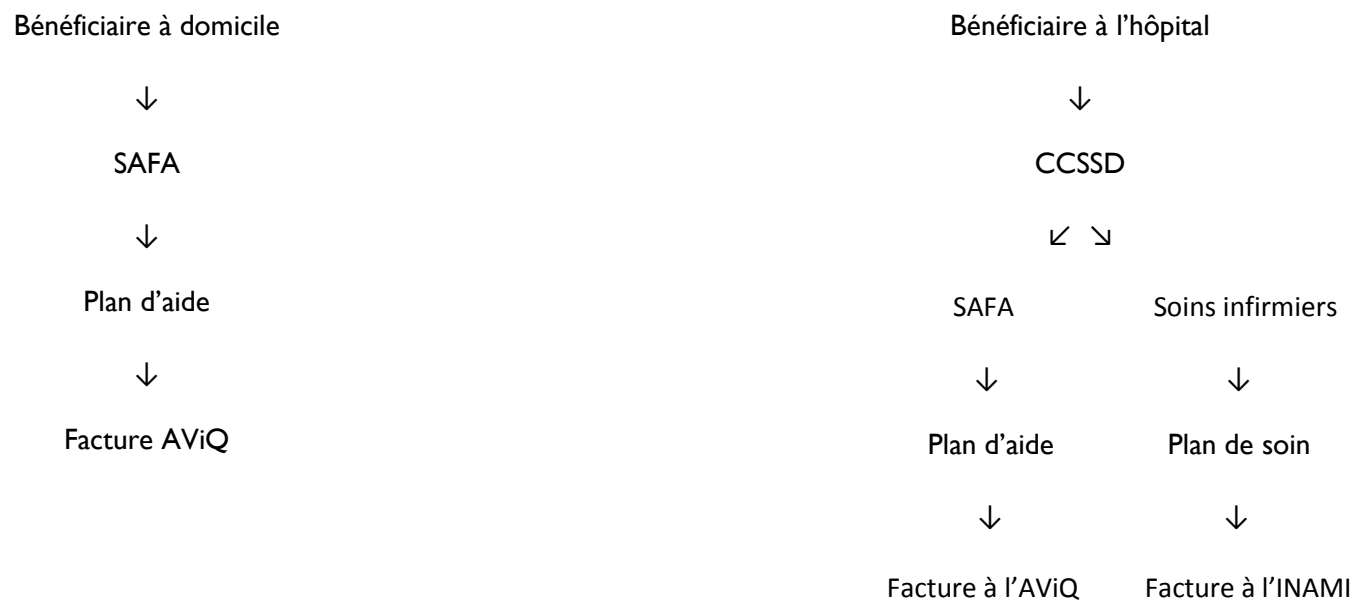 Bénéficiaire à domicile
↓
SAFA
↓
Plan d'aide
↓
Facture AViQ
Bénéficiaire à l'hôpital
↓
CCSSD
↙ ↘
SAFA Soins infirmiers
↓ ↓
Plan d'aide Plan de soin
↓ ↓
Facture à l'AViQ Facture à l'INAMI